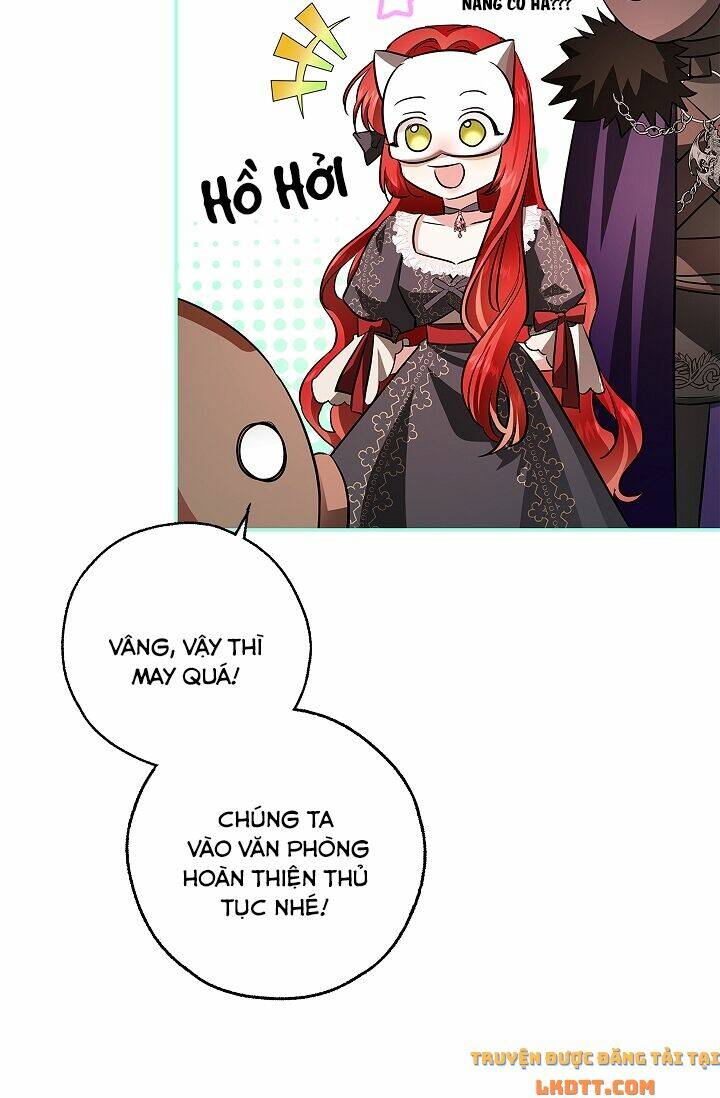 NÀNG CÓ HẢ???
HỒ HỞI
VÂNG, VẬY THÌ
MAY QUÁ!
CHÚNG TA
VÀO VĂN PHÒNG
HOÀN THIỆN THỦ
TỤC NHÉ!
TRUYỆN ĐƯỢC ĐĂNG TẢI TẠI
LKDTT.COM